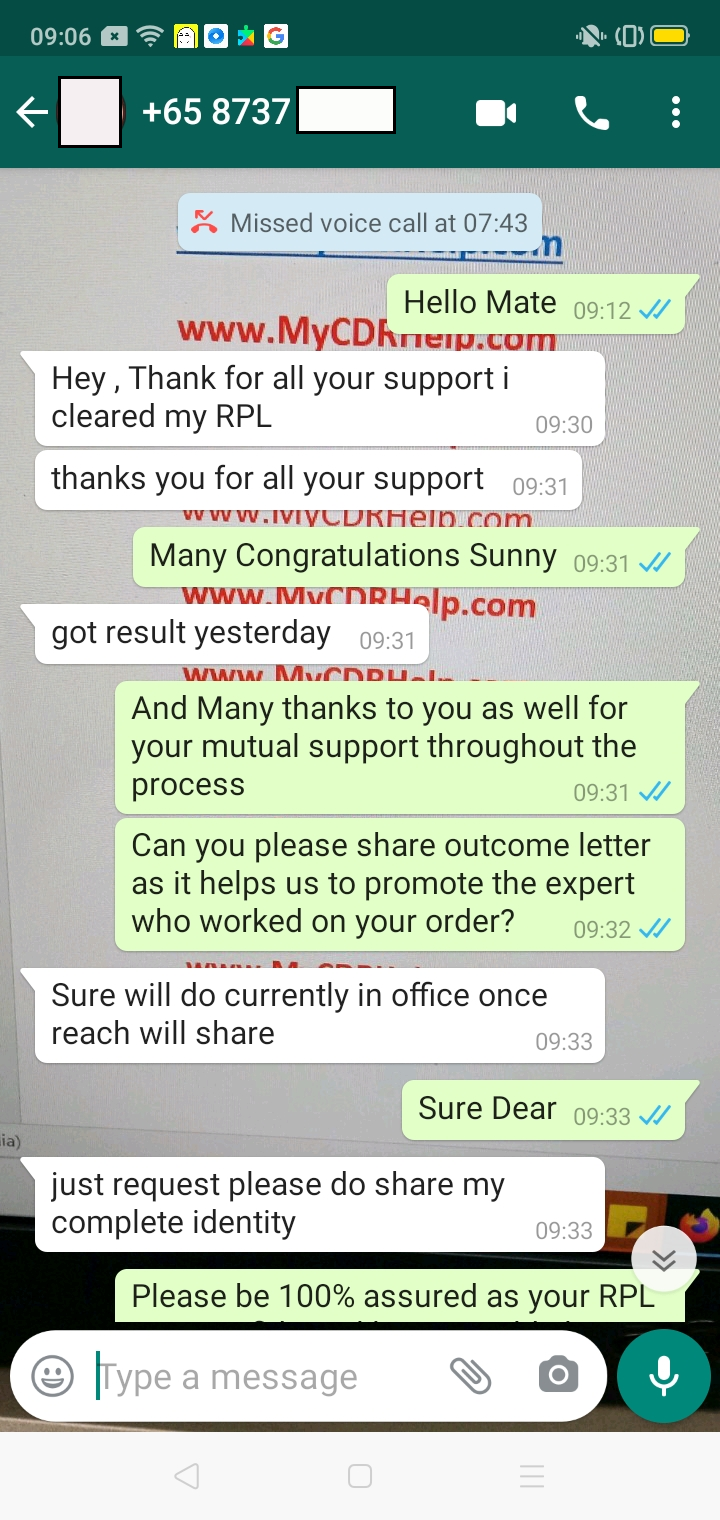 09:06
+65 8737
Missed voice call at 07:43
Hello Mate 09:12
www.MyCDRHelp.com
Hey , Thank for all your support i
cleared my RPL 09:30
thanks you for all your support 09:31
www.MyCDRHelp.com
Many Congratulations Sunny 09:31
www.MyCDRHelp.com
got result yesterday 09:31
And Many thanks to you as well for
your mutual support throughout the
process 09:31
Can you please share outcome letter
as it helps us to promote the expert
who worked on your order? 09:32
Sure will do currently in office once
reach will share 09:33
Sure Dear 09:33
ia)
just request please do share my
complete identity 09:33
Please be 100% assured as your RPL
Type a message